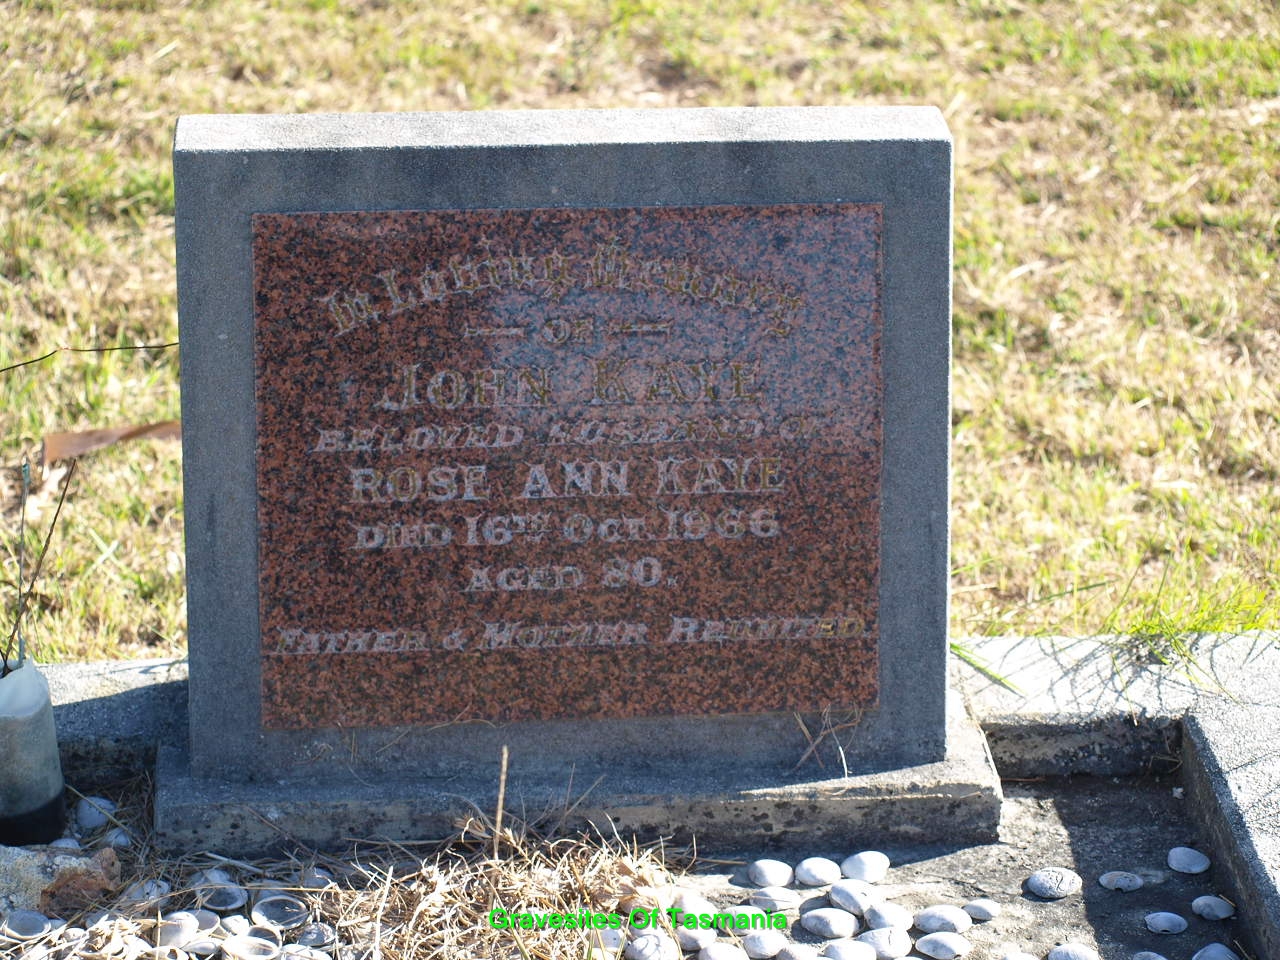 In Loving Memory
— OF —
JOHN KAYE
BELOVED HUSBAND OF
ROSE ANN KAYE
DIED 16TH OCT. 1966
AGED 80.
FATHER & MOTHER REUNITED.
Gravesites Of Tasmania